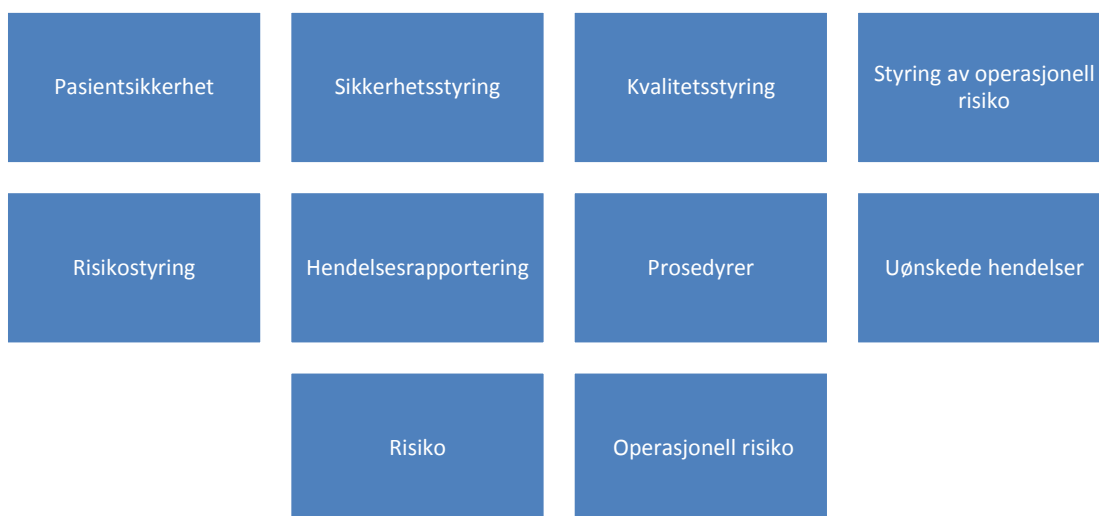 Pasientsikkerhet
Sikkerhetsstyring
Kvalitetsstyring
Styring av operasjonell
risiko
Risikostyring
Hendelsesrapportering
Prosedyrer
Uønskede hendelser
Risiko
Operasjonell risiko